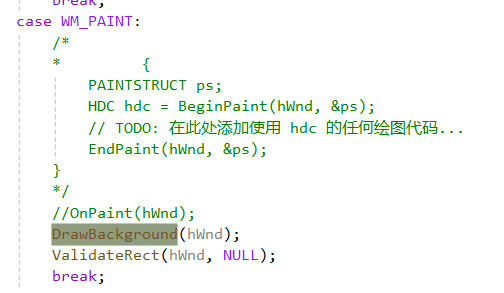 break;
case WM_PAINT:
/*
* {
PAINTSTRUCT ps;
HDC hdc = BeginPaint(hWnd, &ps);
// TODO: 在此处添加使用 hdc 的任何绘图代码...
EndPaint(hWnd, &ps);
}
*/
//OnPaint(hWnd);
DrawBackground(hWnd);
ValidateRect(hWnd, NULL);
break;